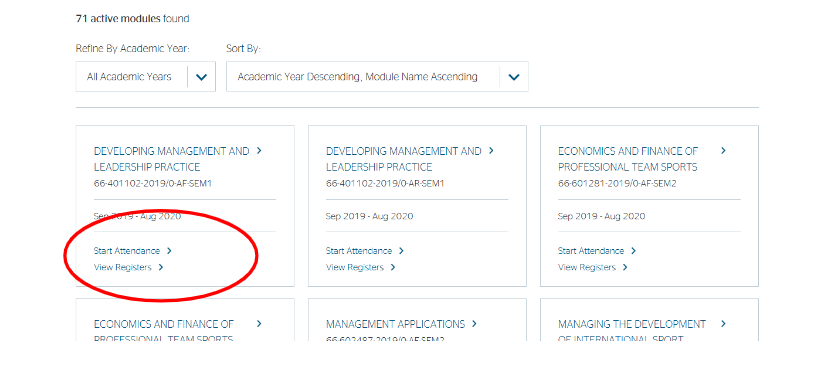 71 active modules found
Refine By Academic Year: Sort By:
All Academic Years Academic Year Descending, Module Name Ascending
DEVELOPING MANAGEMENT AND
LEADERSHIP PRACTICE
66-401102-2019/0-AF-SEM1
Sep 2019 - Aug 2020
Start Attendance
View Registers
DEVELOPING MANAGEMENT AND
LEADERSHIP PRACTICE
66-401102-2019/0-AR-SEM1
Sep 2019 - Aug 2020
Start Attendance
View Registers
ECONOMICS AND FINANCE OF
PROFESSIONAL TEAM SPORTS
66-601281-2019/0-AF-SEM2
Sep 2019 - Aug 2020
Start Attendance
View Registers
ECONOMICS AND FINANCE OF
PROFESSIONAL TEAM SPORTS
MANAGEMENT APPLICATIONS
66-602487-2019/0-AF-SEM2
MANAGING THE DEVELOPMENT
OF INTERNATIONAL SPORT